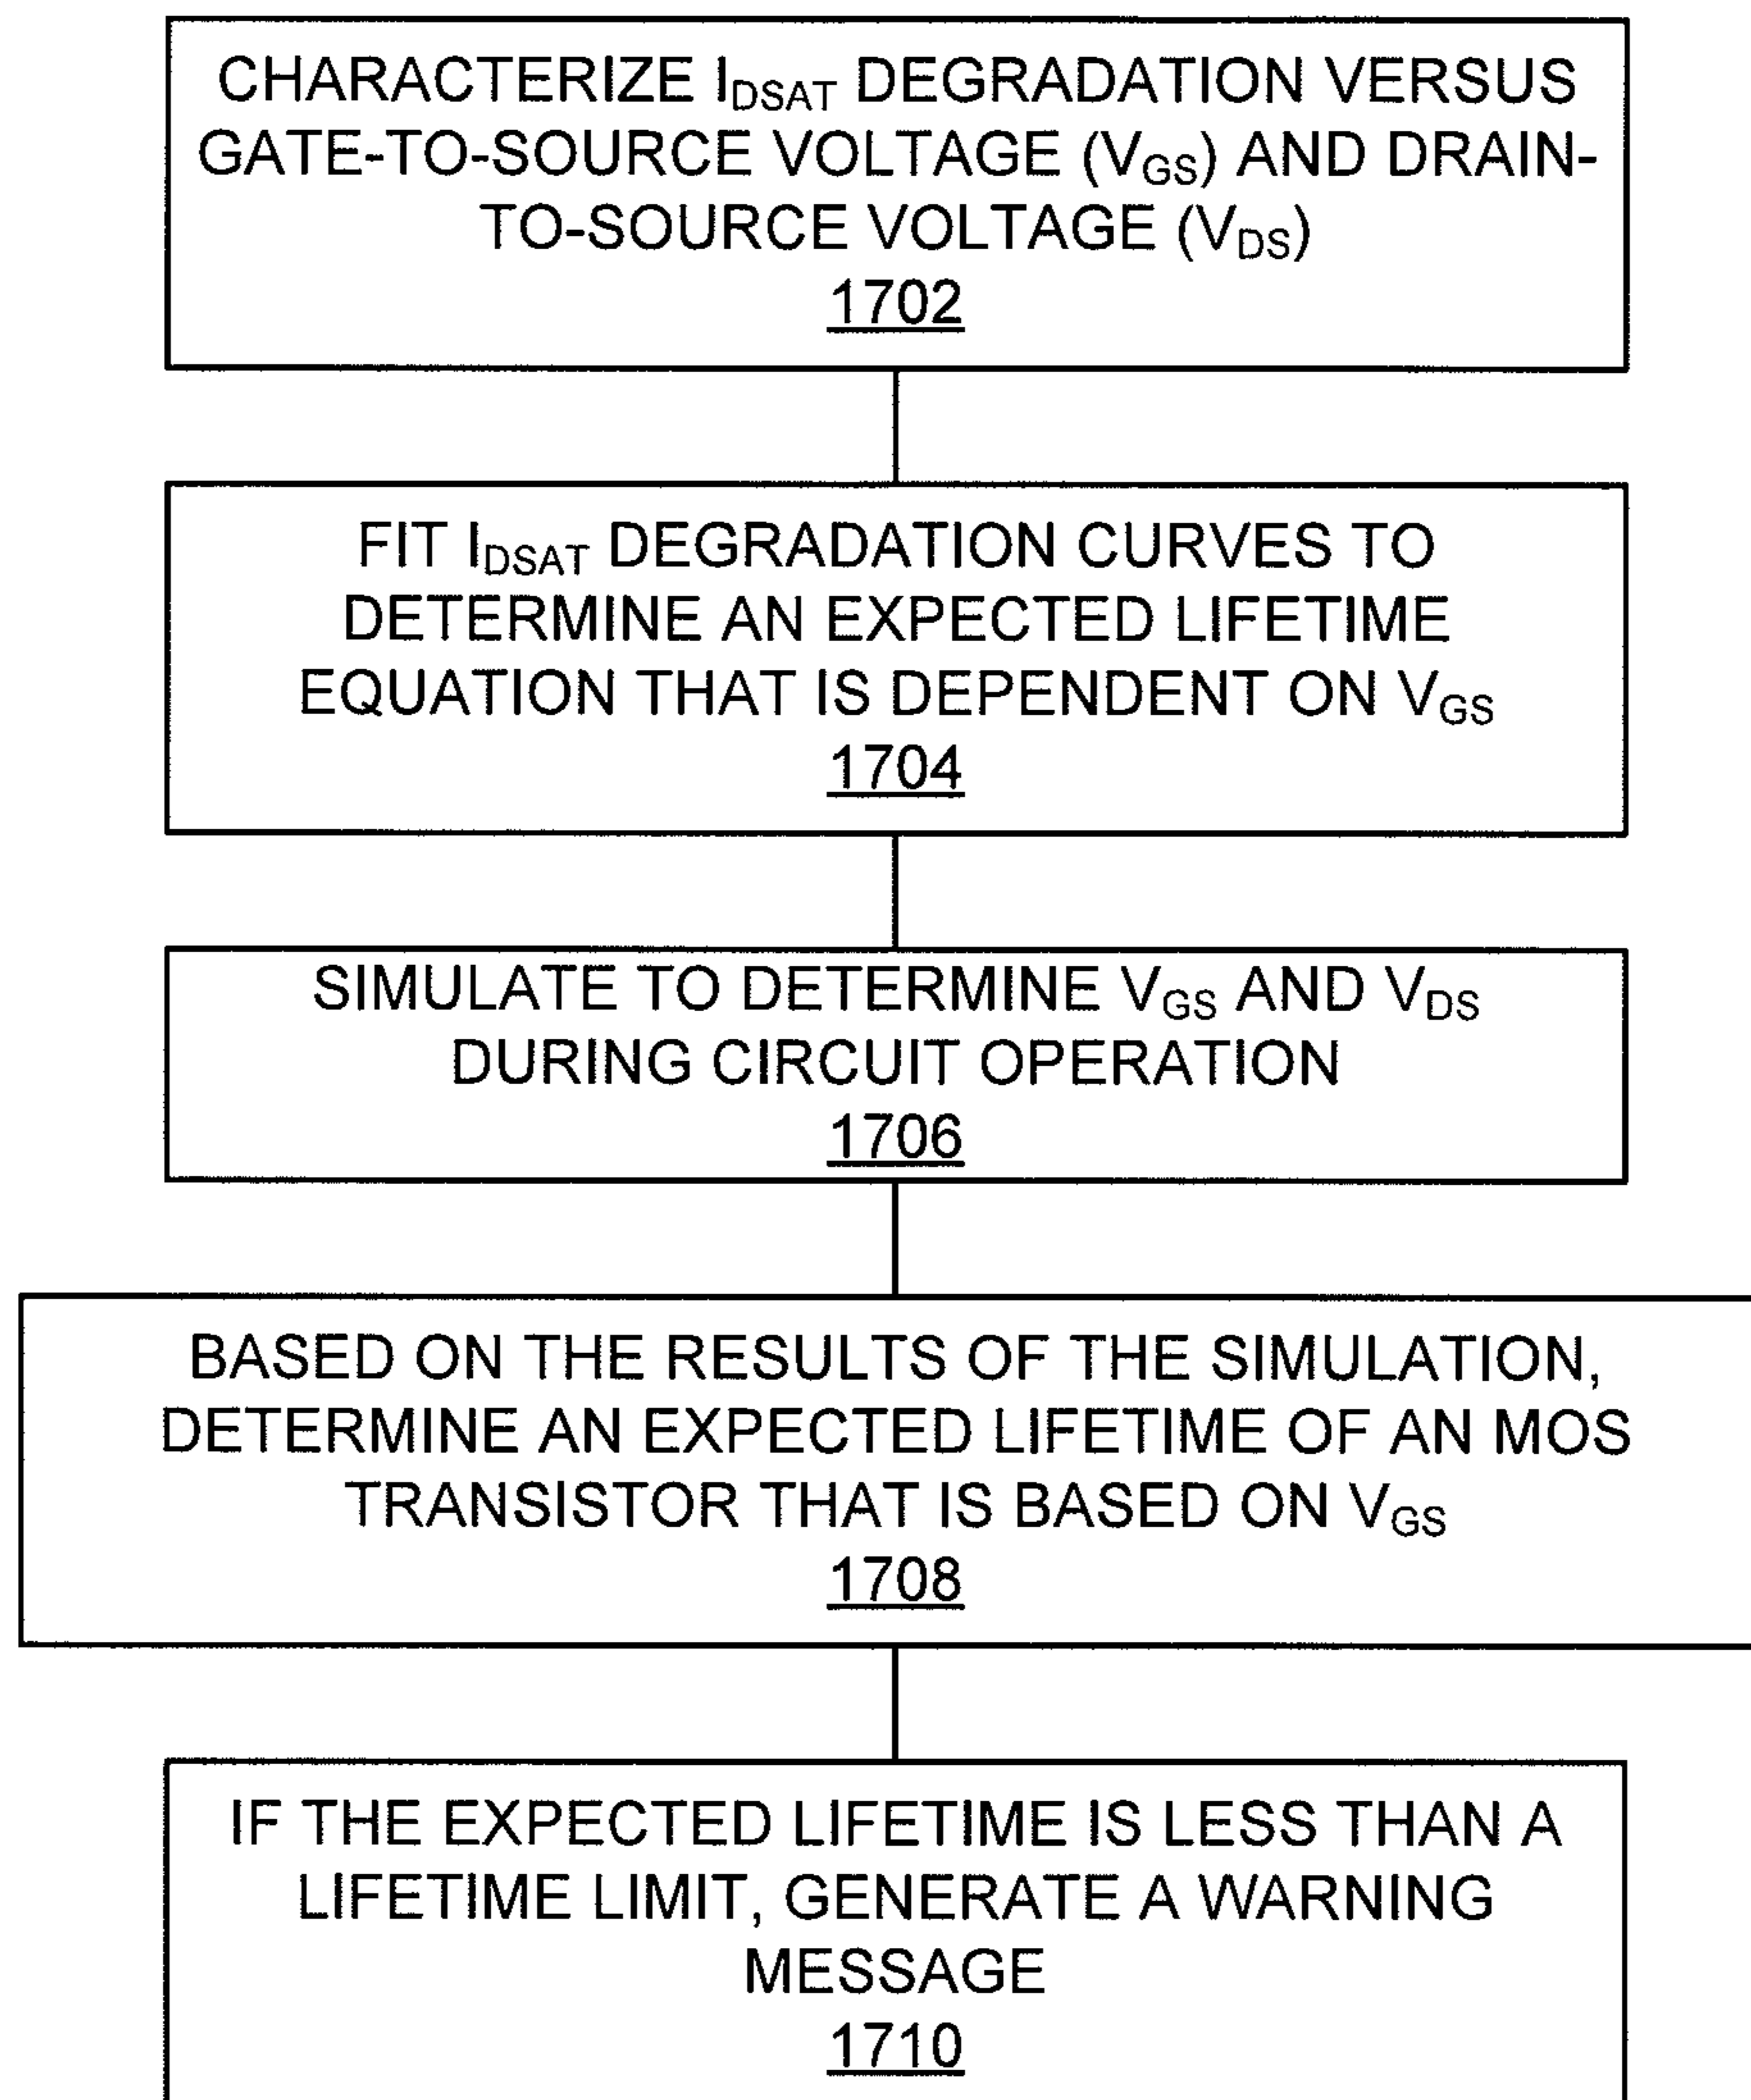 CHARACTERIZE IDSAT DEGRADATION VERSUS
GATE-TO-SOURCE VOLTAGE (VGS) AND DRAIN-
TO-SOURCE VOLTAGE (VDS)
1702
FIT IDSAT DEGRADATION CURVES TO
DETERMINE AN EXPECTED LIFETIME
EQUATION THAT IS DEPENDENT ON VGS
1704
SIMULATE TO DETERMINE VGS AND VDS
DURING CIRCUIT OPERATION
1706
BASED ON THE RESULTS OF THE SIMULATION,
DETERMINE AN EXPECTED LIFETIME OF AN MOS
TRANSISTOR THAT IS BASED ON VGS
1708
IF THE EXPECTED LIFETIME IS LESS THAN A
LIFETIME LIMIT, GENERATE A WARNING
MESSAGE
1710